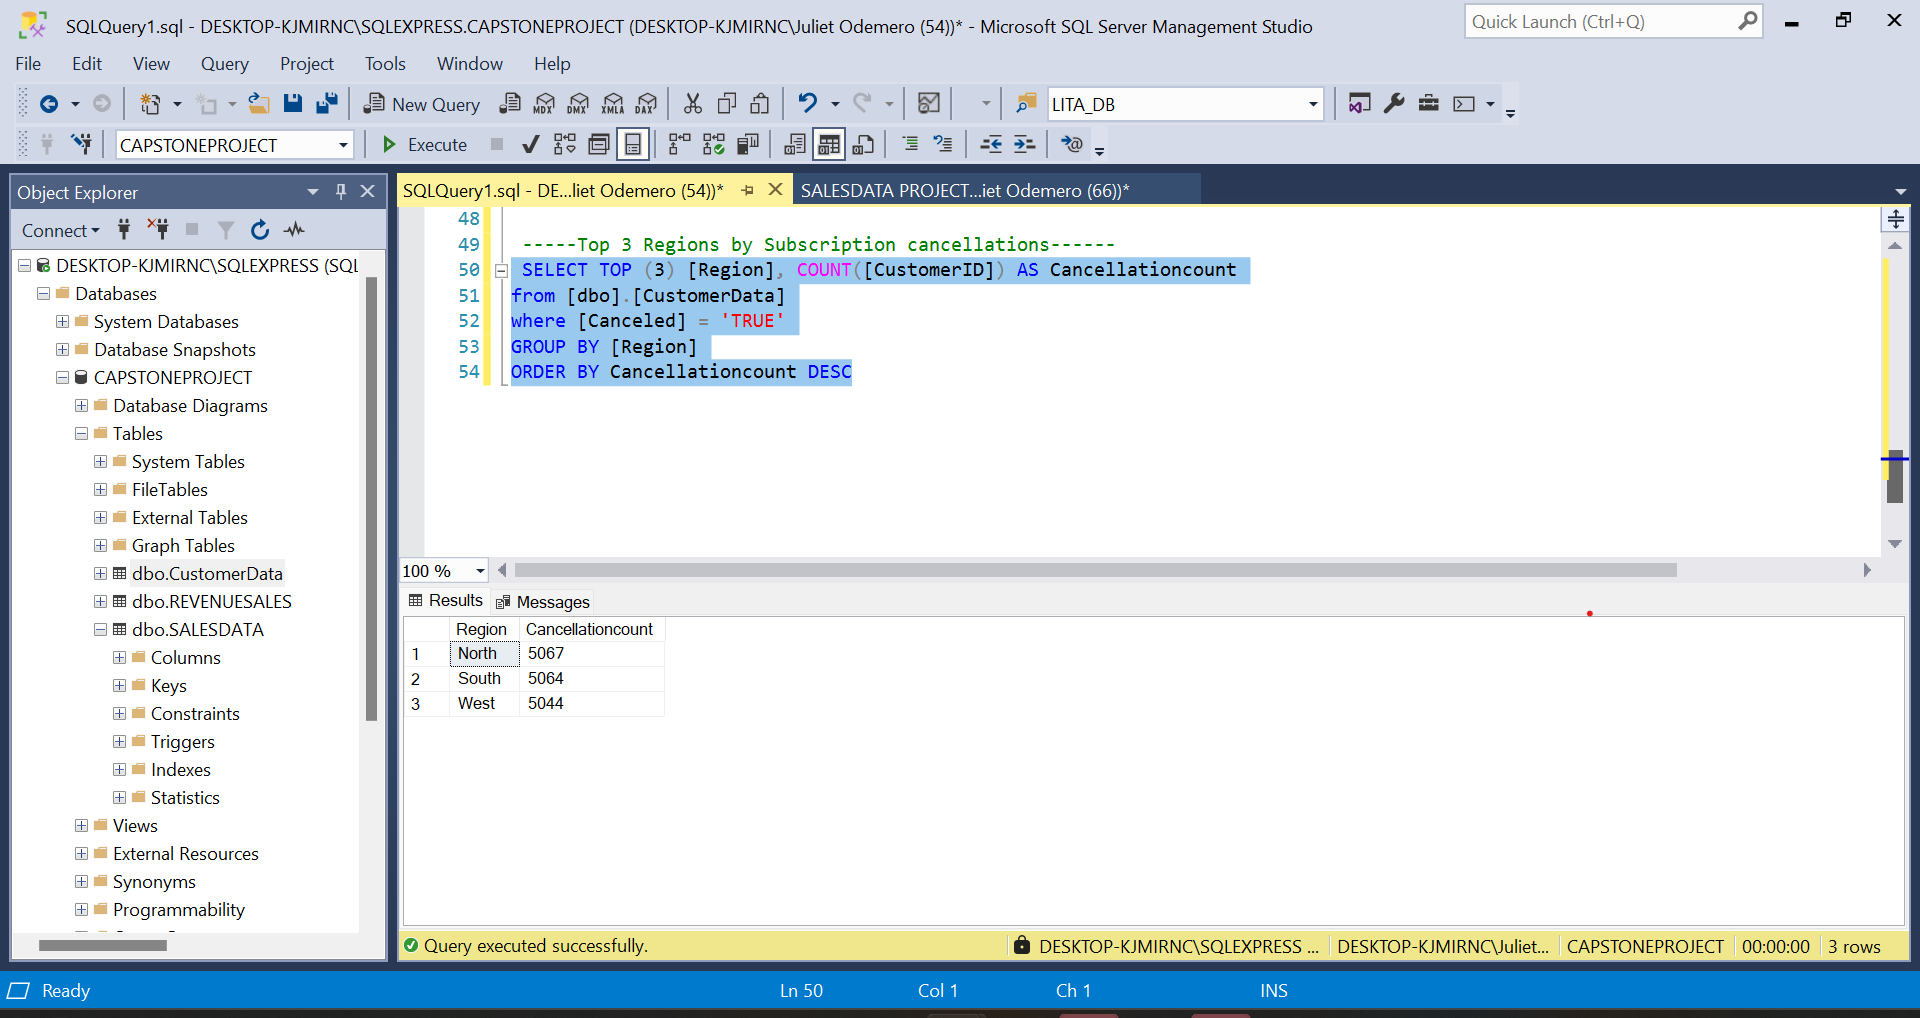 SQLQuery1.sql - DESKTOP-KJMIRNC\SQLEXPRESS.CAPSTONEPROJECT (DESKTOP-KJMIRNC\Juliet Odemero (54))* - Microsoft SQL Server Management Studio
Quick Launch (Ctrl+Q)
File Edit View Query Project Tools Window Help
New Query MDX DMX XMLA DAX LITA_DB
CAPSTONEPROJECT Execute
Object Explorer
Connect
DESKTOP-KJMIRNC\SQLEXPRESS (SQL
Databases
System Databases
Database Snapshots
CAPSTONEPROJECT
Database Diagrams
Tables
System Tables
FileTables
External Tables
Graph Tables
dbo.CustomerData
dbo.REVENUESALES
dbo.SALESDATA
Columns
Keys
Constraints
Triggers
Indexes
Statistics
Views
External Resources
Synonyms
Programmability
SQLQuery1.sql - DE...liet Odemero (54))* SALESDATA PROJECT...iet Odemero (66))*
48
49 -----Top 3 Regions by Subscription cancellations------
50 SELECT TOP (3) [Region], COUNT([CustomerID]) AS Cancellationcount
51 from [dbo].[CustomerData]
52 where [Canceled] = 'TRUE'
53 GROUP BY [Region]
54 ORDER BY Cancellationcount DESC
100 %
Results Messages
Region Cancellationcount
1 North 5067
2 South 5064
3 West 5044
Query executed successfully. DESKTOP-KJMIRNC\SQLEXPRESS ... DESKTOP-KJMIRNC\Juliet... CAPSTONEPROJECT 00:00:00 3 rows
Ready Ln 50 Col 1 Ch 1 INS